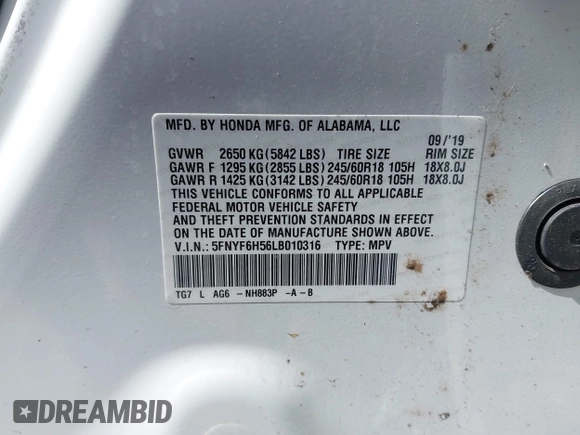 MFD. BY HONDA MFG. OF ALABAMA, LLC
09/'19
GVWR 2650 KG(5842 LBS) TIRE SIZE RIM SIZE
GAWR F 1295 KG(2855 LBS) 245/60R18 105H 18X8.0J
GAWR R 1425 KG(3142 LBS) 245/60R18 105H 18X8.0J
THIS VEHICLE CONFORMS TO ALL APPLICABLE
FEDERAL MOTOR VEHICLE SAFETY
AND THEFT PREVENTION STANDARDS IN EFFECT
ON THE DATE OF MANUFACTURE SHOWN ABOVE.
V.I.N.: 5FNYF6H56LB010316 TYPE: MPV
TG7 L AG6 - NH883P -A - B
DREAMBID